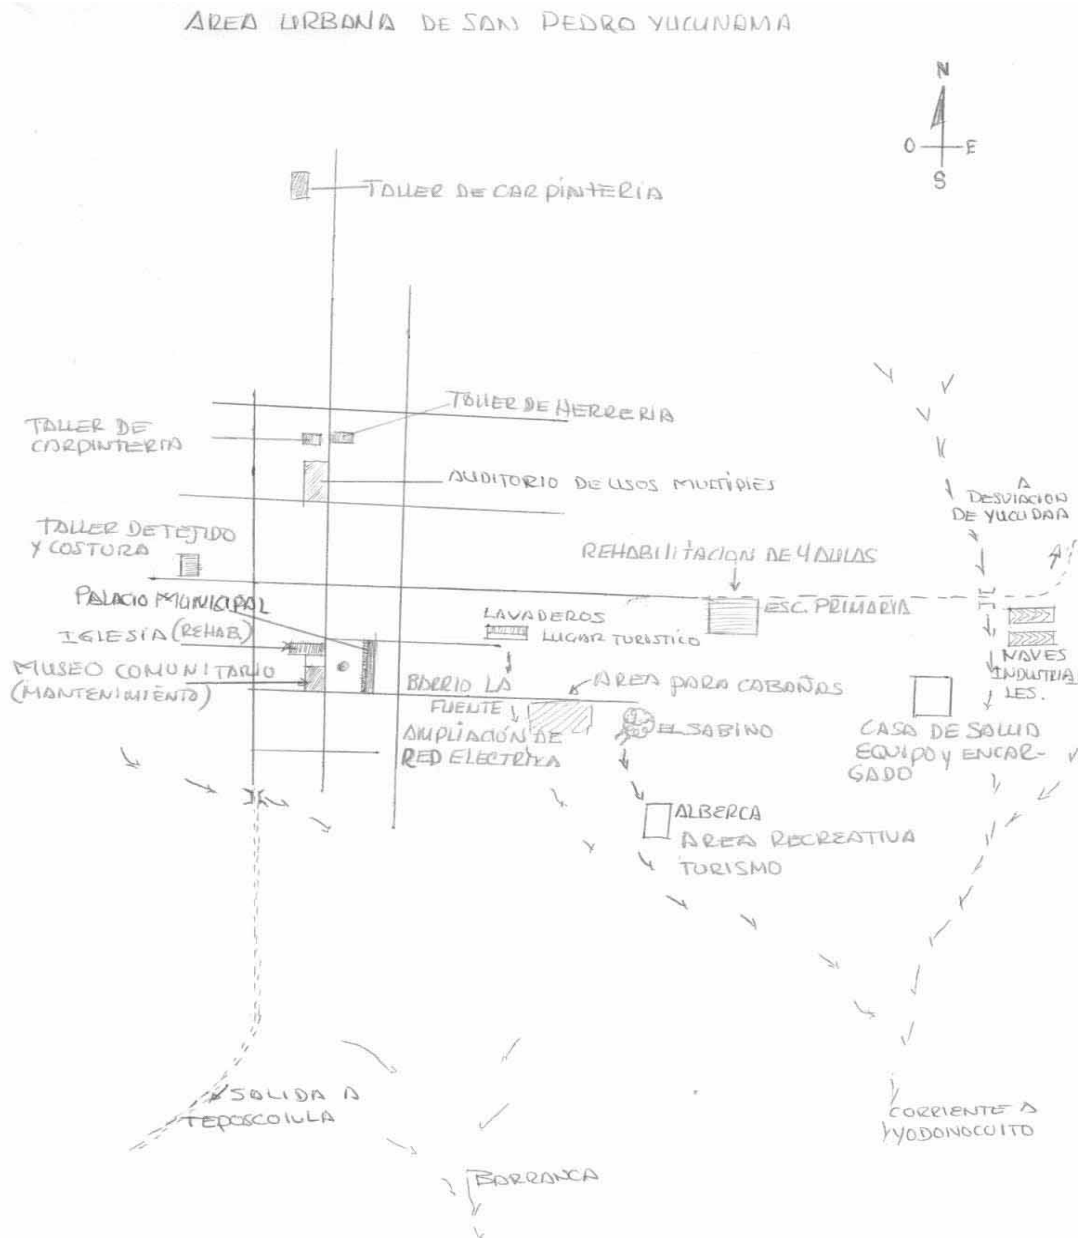 AREA URBANA DE SAN PEDRO YUCUNAMA
N
O E
S
TALLER DE CARPINTERIA
TALLER DE HERRERIA
TALLER DE
CARPINTERIA
AUDITORIO DE USOS MULTIPLES
A
DESVIACION
DE YUCUDAA
TALLER DE TEJIDO
Y COSTURA
REHABILITACION DE 4 AULAS
PALACIO MUNICIPAL
ESC. PRIMARIA
LAVADEROS
LUGAR TURISTICO
IGLESIA (REHAB)
MUSEO COMUNITARIO
(MANTENIMIENTO)
NAVES
INDUSTRIA
LES.
BARRIO LA
FUENTE
AREA PARA CABAÑAS
AMPLIACIÓN DE
RED ELECTRICA
EL SABINO
CASA DE SALUD
EQUIPO y ENCAR-
GADO
ALBERCA
AREA RECREATIVA
TURISMO
SALIDA A
TEPOSCOLULA
CORRIENTE A
YODONOCUITO
BARRANCA